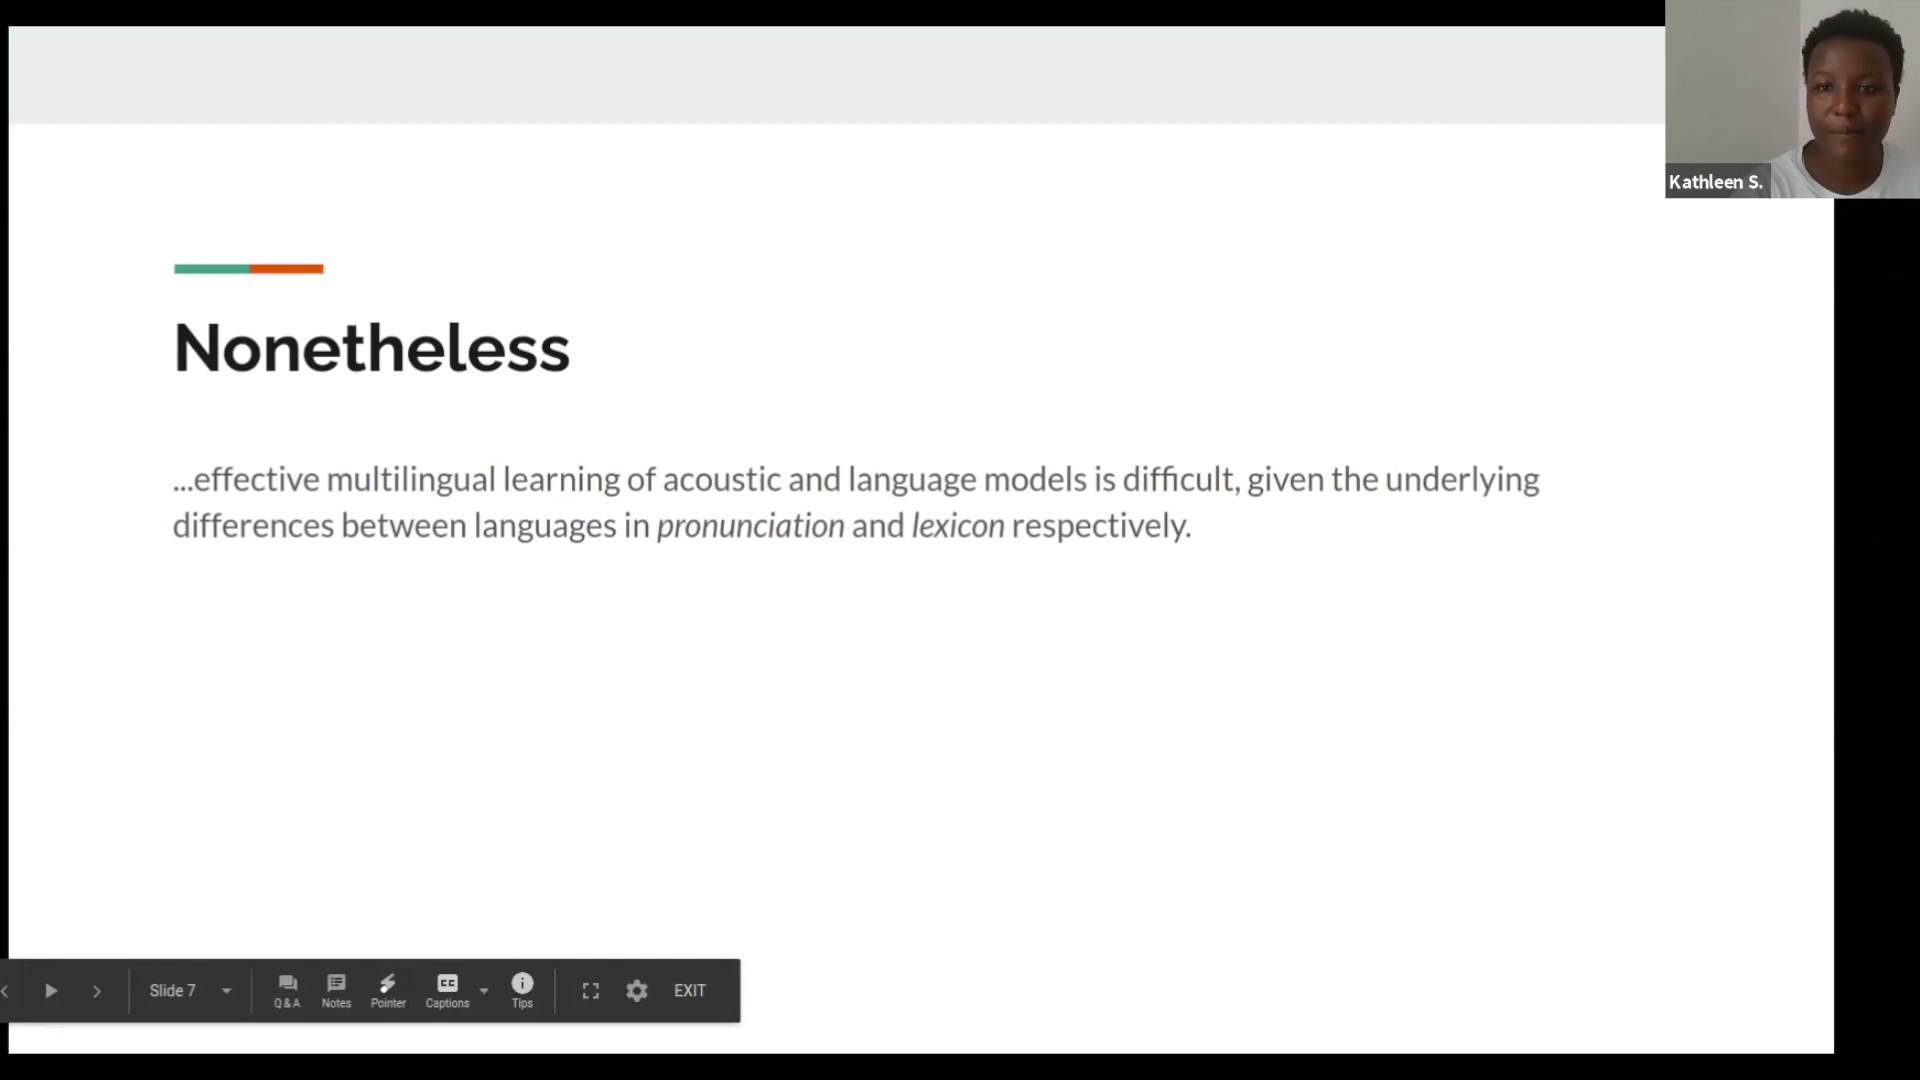 Kathleen S.
Nonetheless
...effective multilingual learning of acoustic and language models is difficult, given the underlying
differences between languages in pronunciation and lexicon respectively.
Slide 7
Q & A
Notes
Pointer
CC
Captions
Tips
EXIT